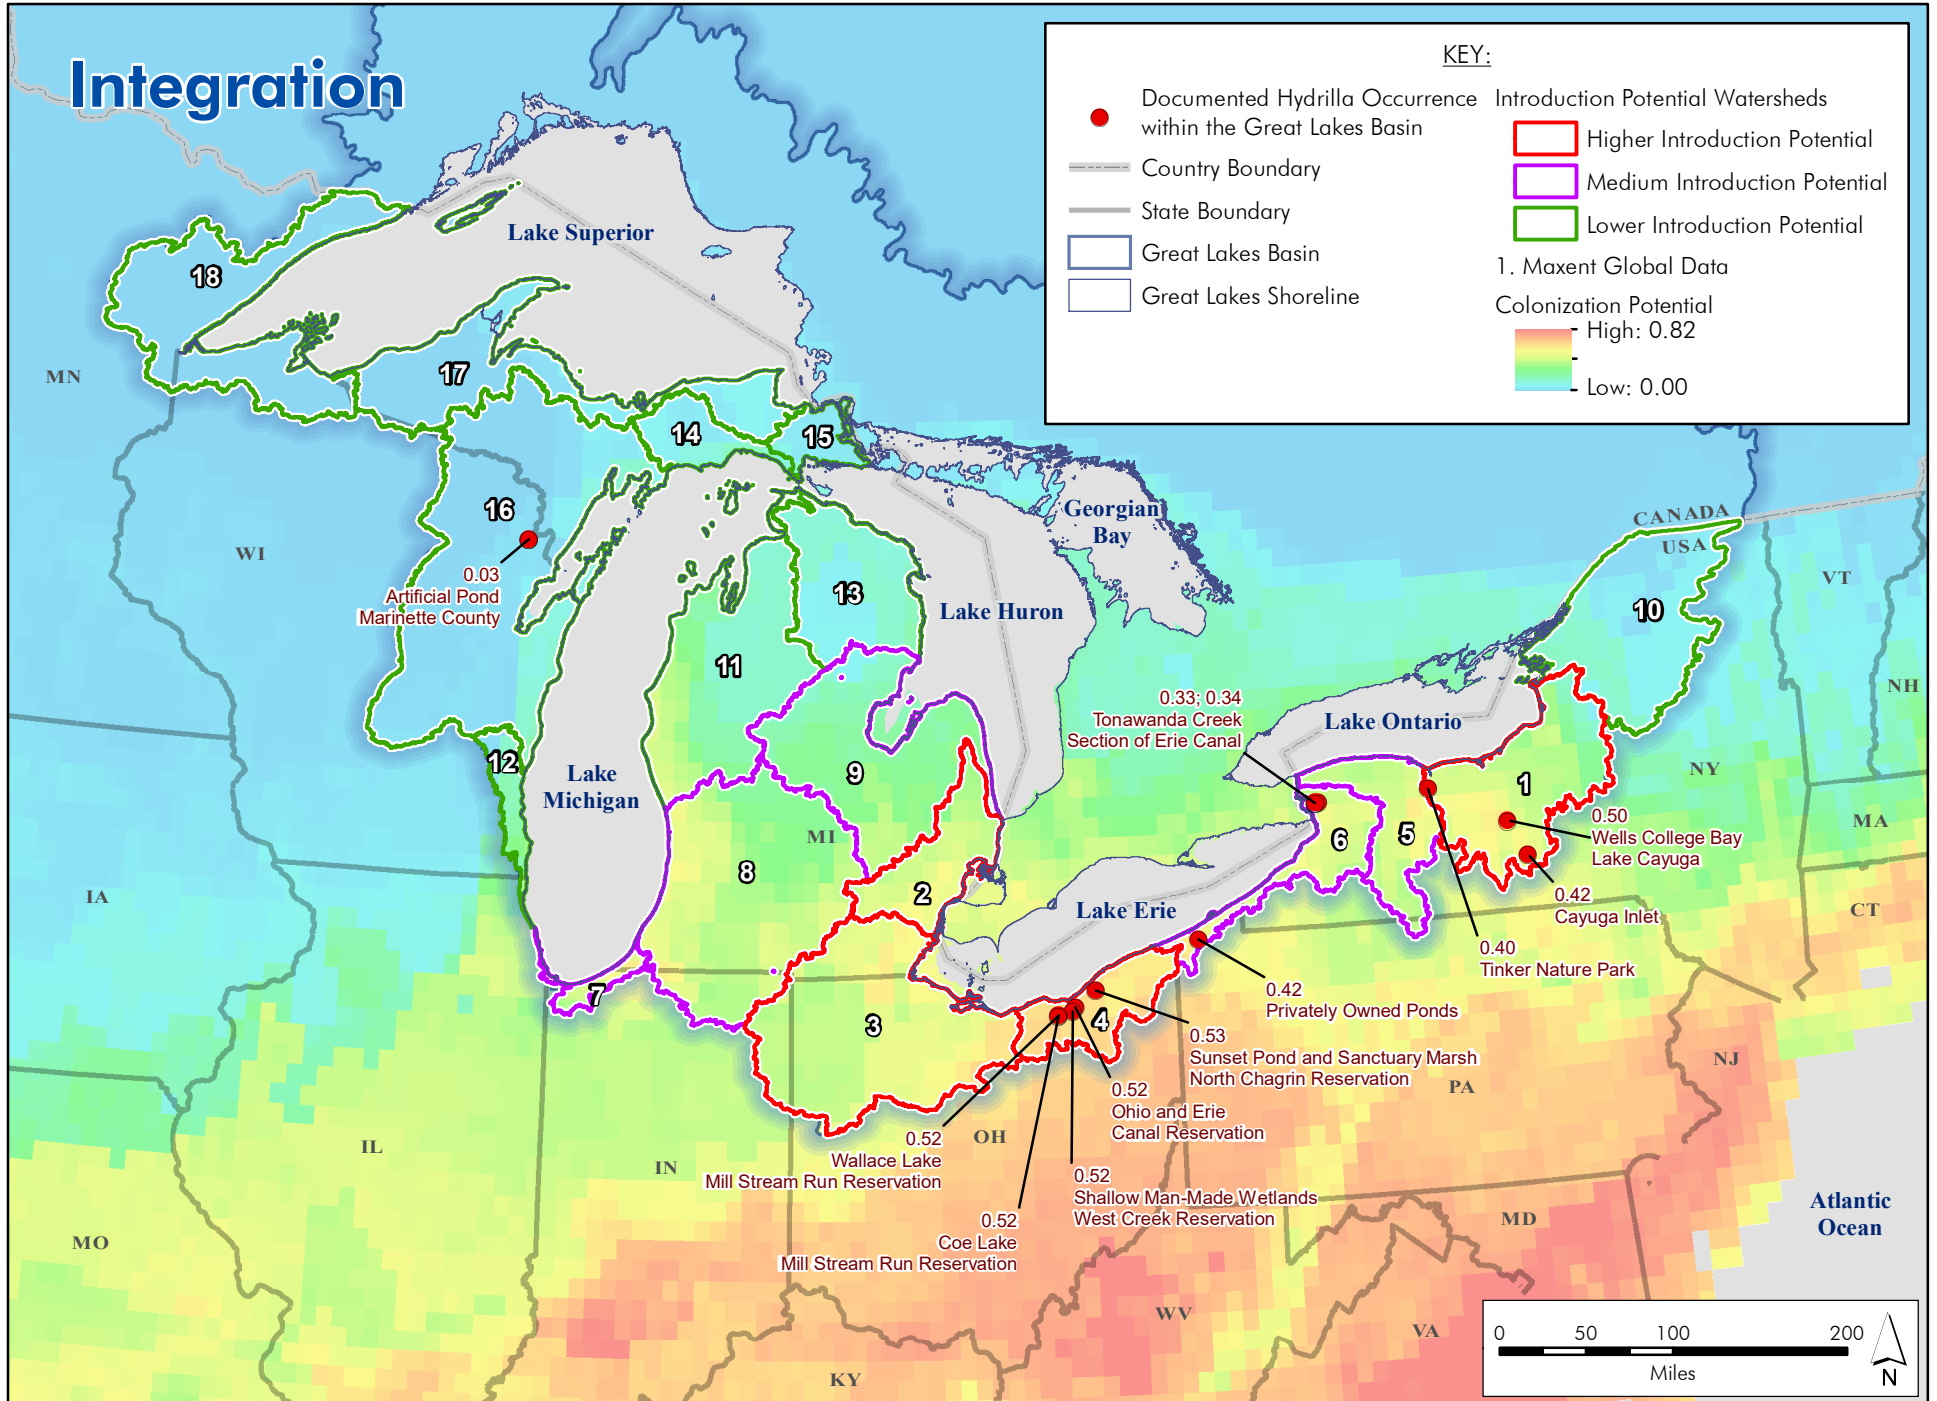 Integration
KEY:
Documented Hydrilla Occurrence
within the Great Lakes Basin
Country Boundary
State Boundary
Great Lakes Basin
Great Lakes Shoreline
Introduction Potential Watersheds
Higher Introduction Potential
Medium Introduction Potential
Lower Introduction Potential
1. Maxent Global Data
Colonization Potential
High: 0.82
Low: 0.00
Lake Superior
18
17
MN
14
15
16
WI
0.03
Artificial Pond
Marinette County
Georgian
Bay
CANADA
USA
VT
13
Lake Huron
10
11
NH
0.33; 0.34
Tonawanda Creek
Section of Erie Canal
Lake Ontario
12
Lake
Michigan
9
NY
1
MI
6
5
0.50
Wells College Bay
Lake Cayuga
MA
8
2
IA
Lake Erie
0.42
Cayuga Inlet
CT
0.40
Tinker Nature Park
7
3
4
0.42
Privately Owned Ponds
0.53
Sunset Pond and Sanctuary Marsh
North Chagrin Reservation
NJ
PA
0.52
Ohio and Erie
Canal Reservation
OH
IL
IN
0.52
Wallace Lake
Mill Stream Run Reservation
0.52
Shallow Man-Made Wetlands
West Creek Reservation
0.52
Coe Lake
Mill Stream Run Reservation
MO
MD
Atlantic
Ocean
WV
VA
KY
0 50 100 200
Miles
N